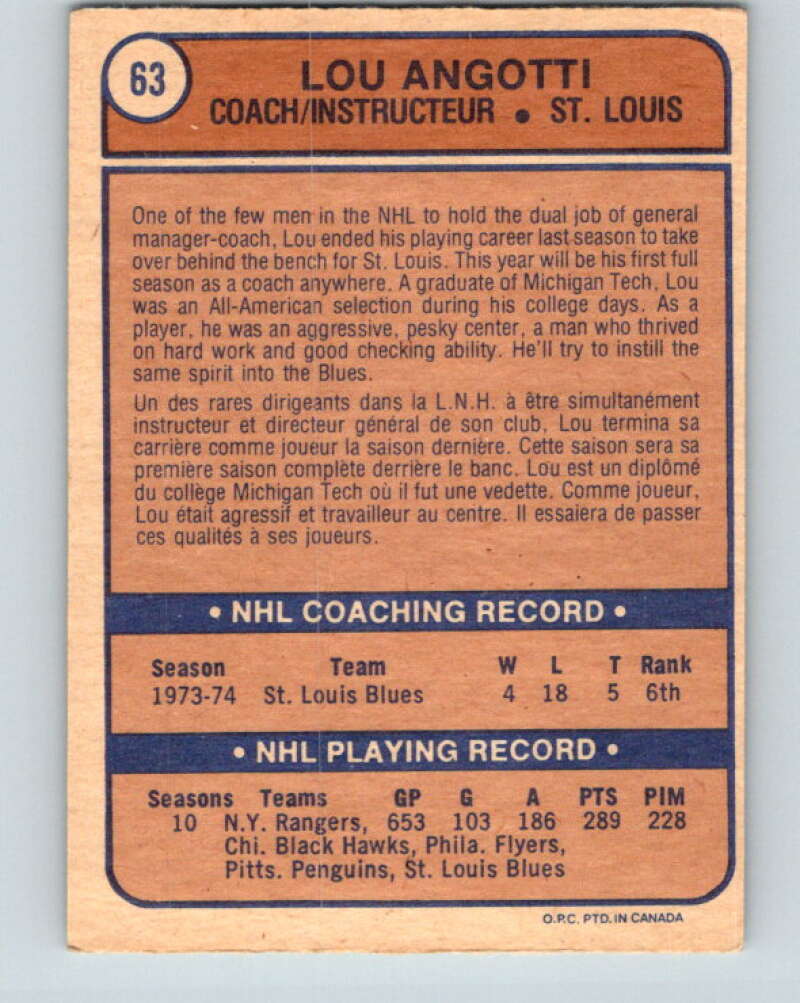 63
LOU ANGOTTI
COACH/INSTRUCTEUR • ST. LOUIS
One of the few men in the NHL to hold the dual job of general
manager-coach, Lou ended his playing career last season to take
over behind the bench for St. Louis. This year will be his first full
season as a coach anywhere. A graduate of Michigan Tech, Lou
was an All-American selection during his college days. As a
player, he was an aggressive, pesky center, a man who thrived
on hard work and good checking ability. He'll try to instill the
same spirit into the Blues.
Un des rares dirigeants dans la L.N.H. à être simultanément
instructeur et directeur général de son club, Lou termina sa
carrière comme joueur la saison dernière. Cette saison sera sa
première saison complète derrière le banc. Lou est un diplômé
du collège Michigan Tech où il fut une vedette. Comme joueur,
Lou était agressif et travailleur au centre. Il essaiera de passer
ces qualités à ses joueurs.
• NHL COACHING RECORD •
Season Team W L T Rank
1973-74 St. Louis Blues 4 18 5 6th
• NHL PLAYING RECORD •
Seasons Teams GP G A PTS PIM
10 N.Y. Rangers, 653 103 186 289 228
Chi. Black Hawks, Phila. Flyers,
Pitts. Penguins, St. Louis Blues
O.P.C. PTD. IN CANADA